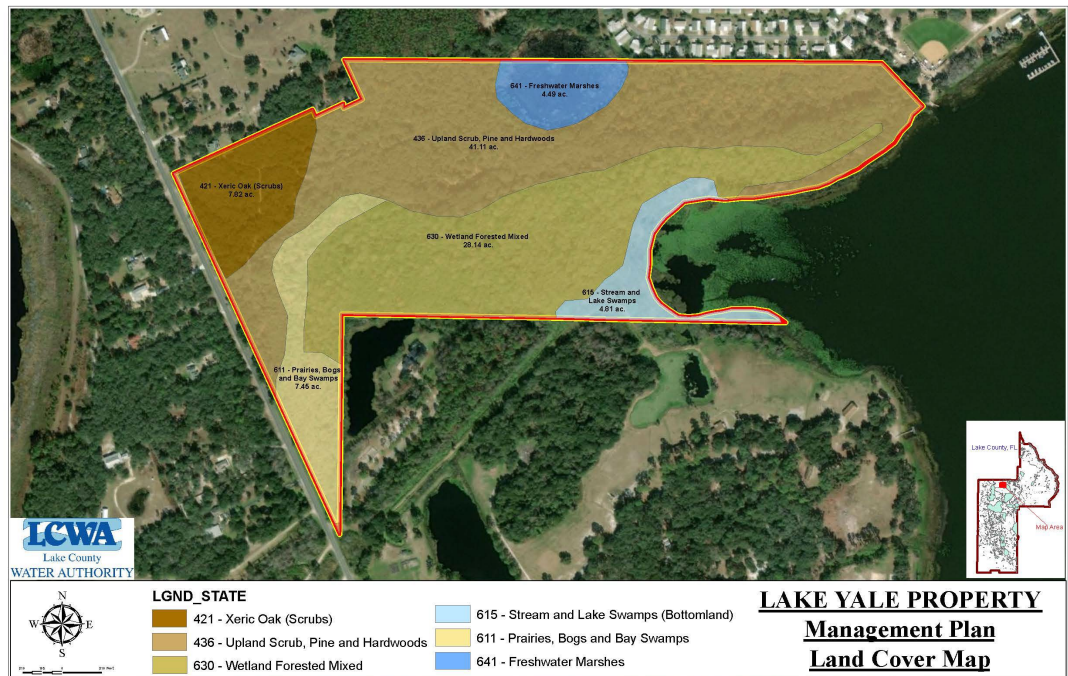 641 - Freshwater Marshes
4.49 ac.
436 - Upland Scrub, Pine and Hardwoods
41.11 ac.
421 - Xeric Oak (Scrubs)
7.82 ac.
630 - Wetland Forested Mixed
28.14 ac.
615 - Stream and
Lake Swamps
4.81 ac.
611 - Prairies, Bogs
and Bay Swamps
7.46 ac.
Lake County, FL
Map Area
LCWA
Lake County
WATER AUTHORITY
N
W
E
S
LGND_STATE
421 - Xeric Oak (Scrubs)
436 - Upland Scrub, Pine and Hardwoods
630 - Wetland Forested Mixed
615 - Stream and Lake Swamps (Bottomland)
611 - Prairies, Bogs and Bay Swamps
641 - Freshwater Marshes
LAKE YALE PROPERTY
Management Plan
Land Cover Map